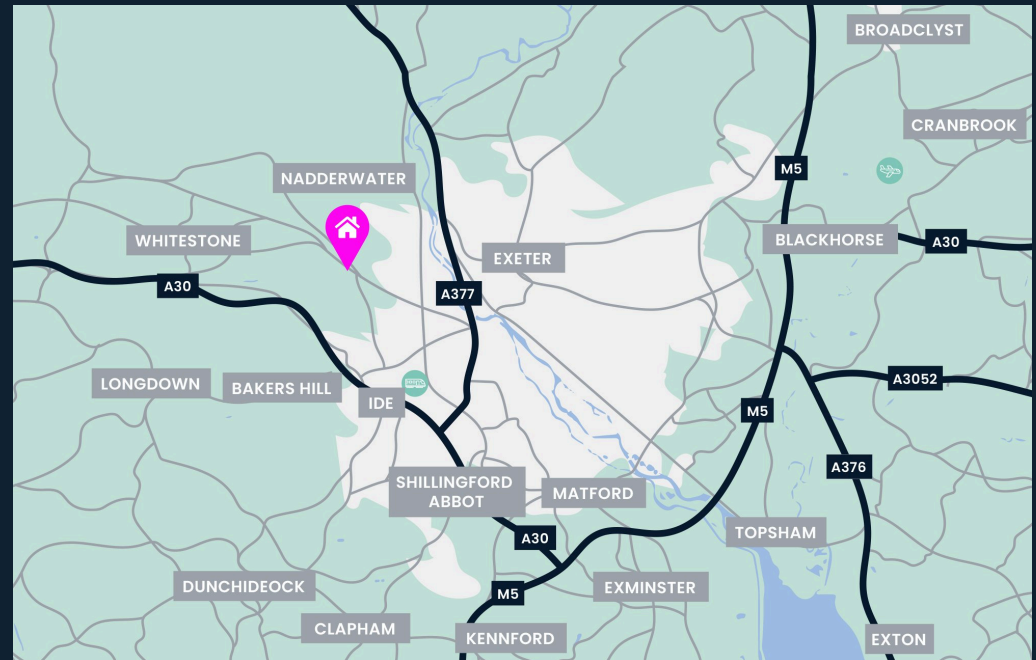 BROADCLYST
CRANBROOK
M5
NADDERWATER
WHITESTONE
BLACKHORSE
A30
EXETER
A30
A377
A3052
LONGDOWN
BAKERS HILL
IDE
M5
A376
SHILLINGFORD
ABBOT
MATFORD
TOPSHAM
A30
DUNCHIDEOCK
M5
EXMINSTER
CLAPHAM
KENNFORD
EXTON